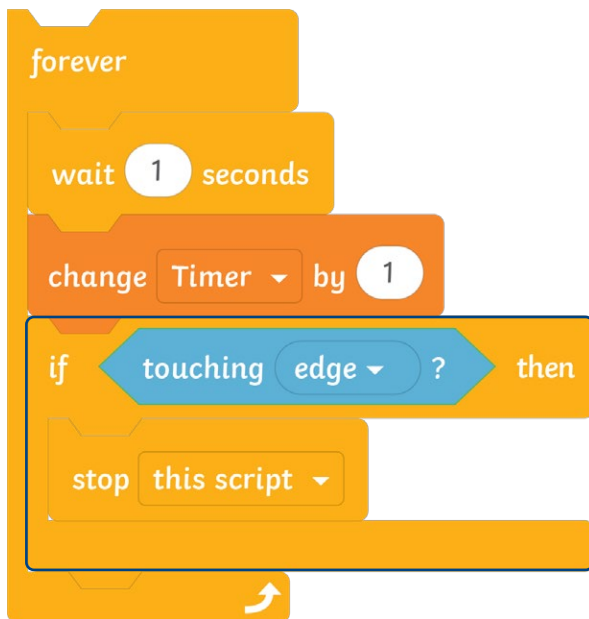 forever
wait 1 seconds
change Timer by 1
if touching edge ? then
stop this script